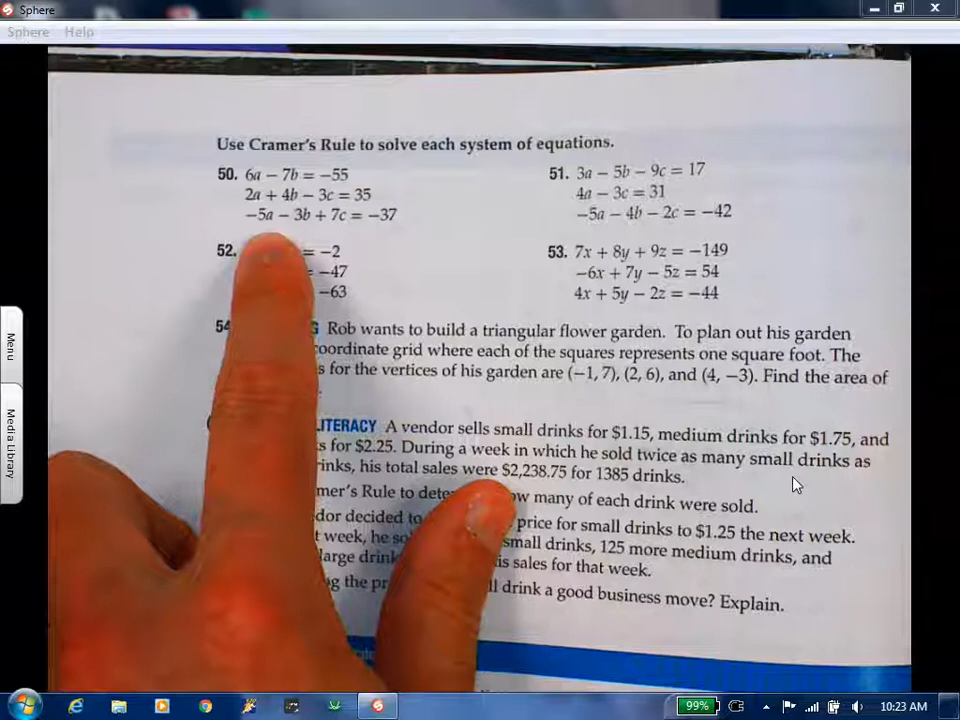 Sphere
Sphere Help
Use Cramer's Rule to solve each system of equations.
50. 6a − 7b = −55
2a + 4b − 3c = 35
−5a − 3b + 7c = −37
51. 3a − 5b − 9c = 17
4a − 3c = 31
−5a − 4b − 2c = −42
52. = −2
= −47
−63
53. 7x + 8y + 9z = −149
−6x + 7y − 5z = 54
4x + 5y − 2z = −44
54 Rob wants to build a triangular flower garden. To plan out his garden
coordinate grid where each of the squares represents one square foot. The
for the vertices of his garden are (−1, 7), (2, 6), and (4, −3). Find the area of
LITERACY A vendor sells small drinks for $1.15, medium drinks for $1.75, and
for $2.25. During a week in which he sold twice as many small drinks as
his total sales were $2,238.75 for 1385 drinks.
Rule to many of each drink were sold.
decided to price for small drinks to $1.25 the next week.
week, he small drinks, 125 more medium drinks, and
large sales for that week.
the drink a good business move? Explain.
Menu
Media Library
99%
10:23 AM